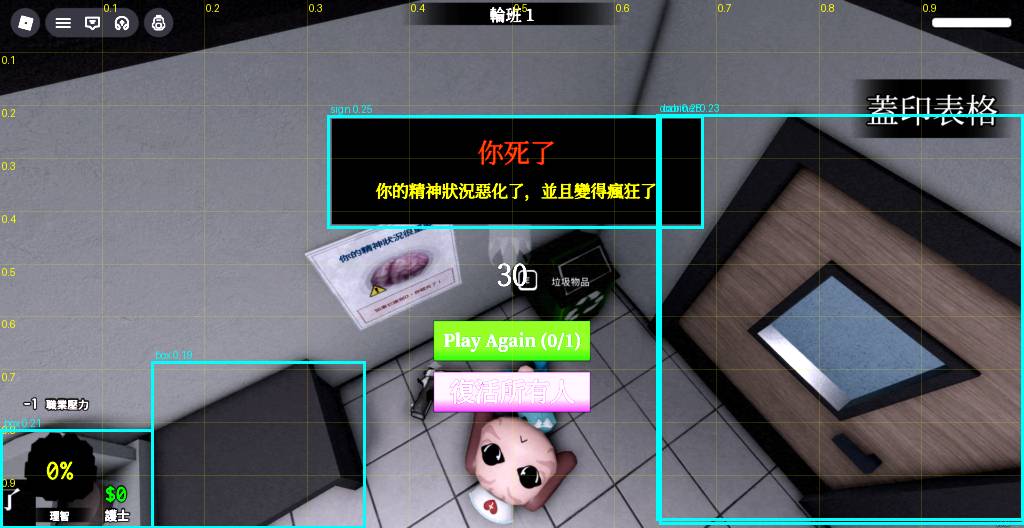 輪班 1
蓋印表格
你死了
你的精神狀況惡化了，並且變得瘋狂了
你的精神狀況很重
30
E
垃圾物品
Play Again (0/1)
復活所有人
-1 職業壓力
0%
理智
$0
護士